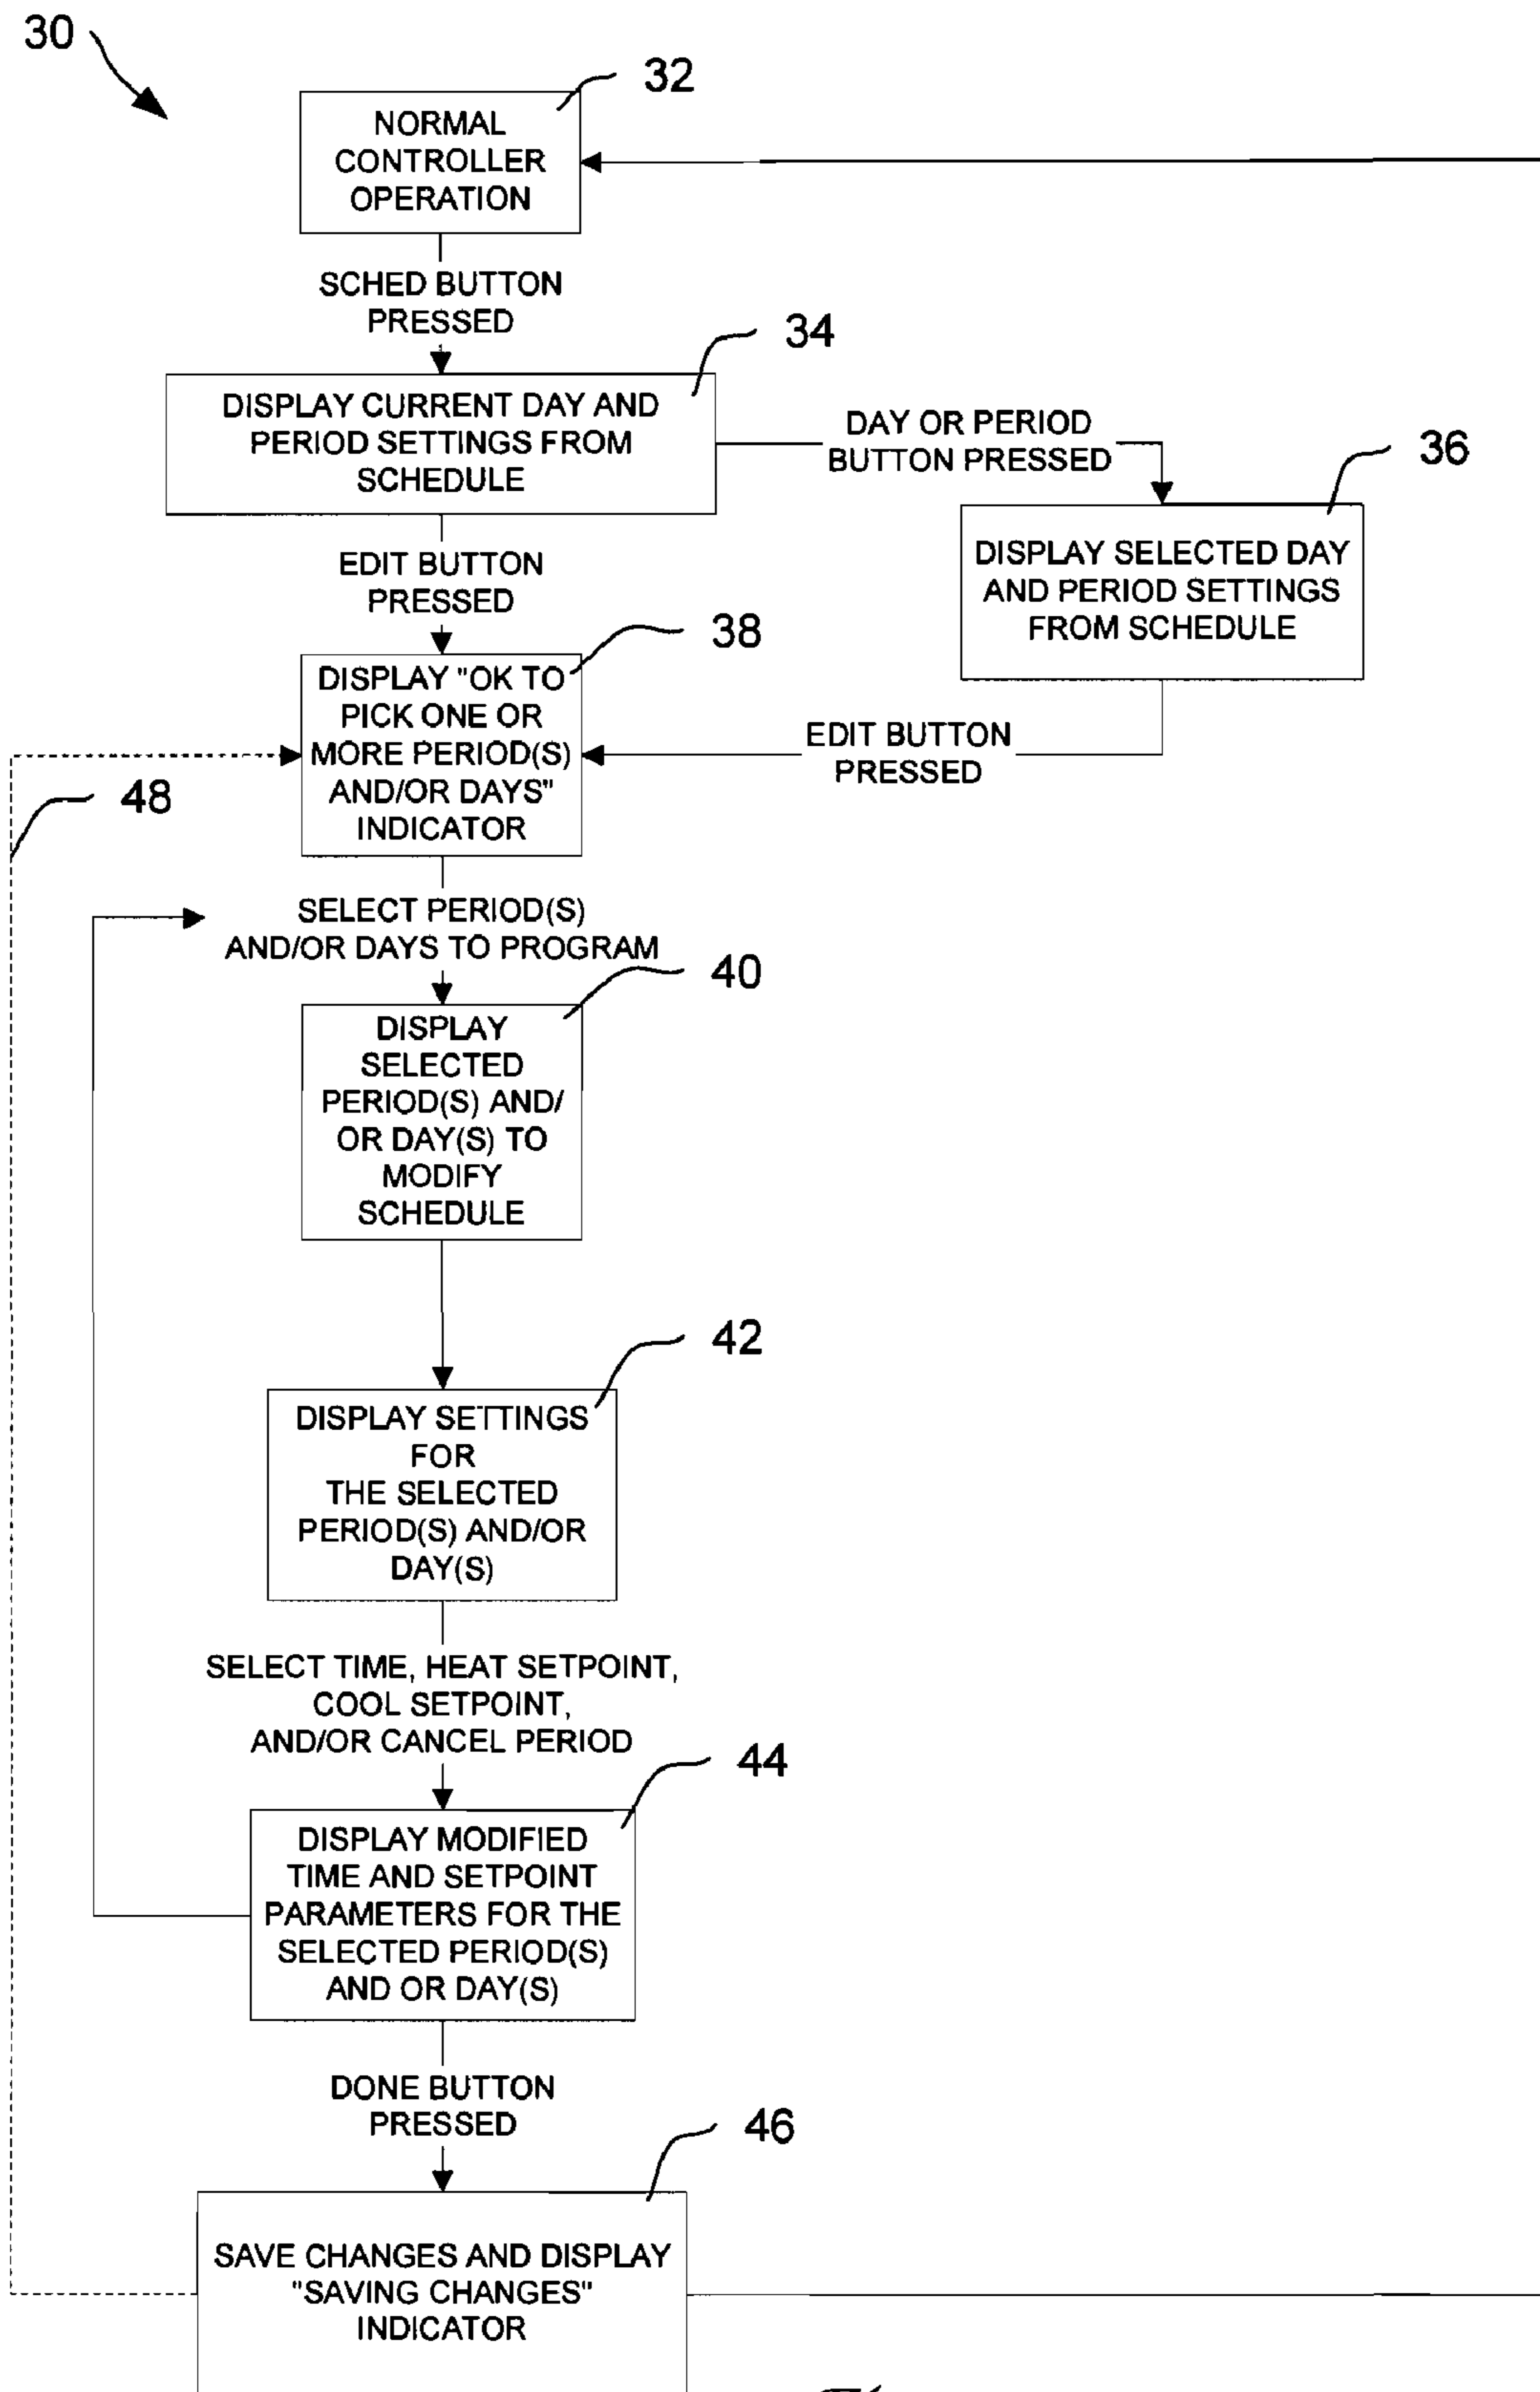 30
32
NORMAL
CONTROLLER
OPERATION
SCHED BUTTON
PRESSED
34
DISPLAY CURRENT DAY AND
PERIOD SETTINGS FROM
SCHEDULE
DAY OR PERIOD
BUTTON PRESSED
36
DISPLAY SELECTED DAY
AND PERIOD SETTINGS
FROM SCHEDULE
EDIT BUTTON
PRESSED
38
DISPLAY "OK TO
PICK ONE OR
MORE PERIOD(S)
AND/OR DAYS"
INDICATOR
EDIT BUTTON
PRESSED
48
SELECT PERIOD(S)
AND/OR DAYS TO PROGRAM
40
DISPLAY
SELECTED
PERIOD(S) AND/
OR DAY(S) TO
MODIFY
SCHEDULE
42
DISPLAY SETTINGS
FOR
THE SELECTED
PERIOD(S) AND/OR
DAY(S)
SELECT TIME, HEAT SETPOINT,
COOL SETPOINT,
AND/OR CANCEL PERIOD
44
DISPLAY MODIFIED
TIME AND SETPOINT
PARAMETERS FOR THE
SELECTED PERIOD(S)
AND OR DAY(S)
DONE BUTTON
PRESSED
46
SAVE CHANGES AND DISPLAY
"SAVING CHANGES"
INDICATOR